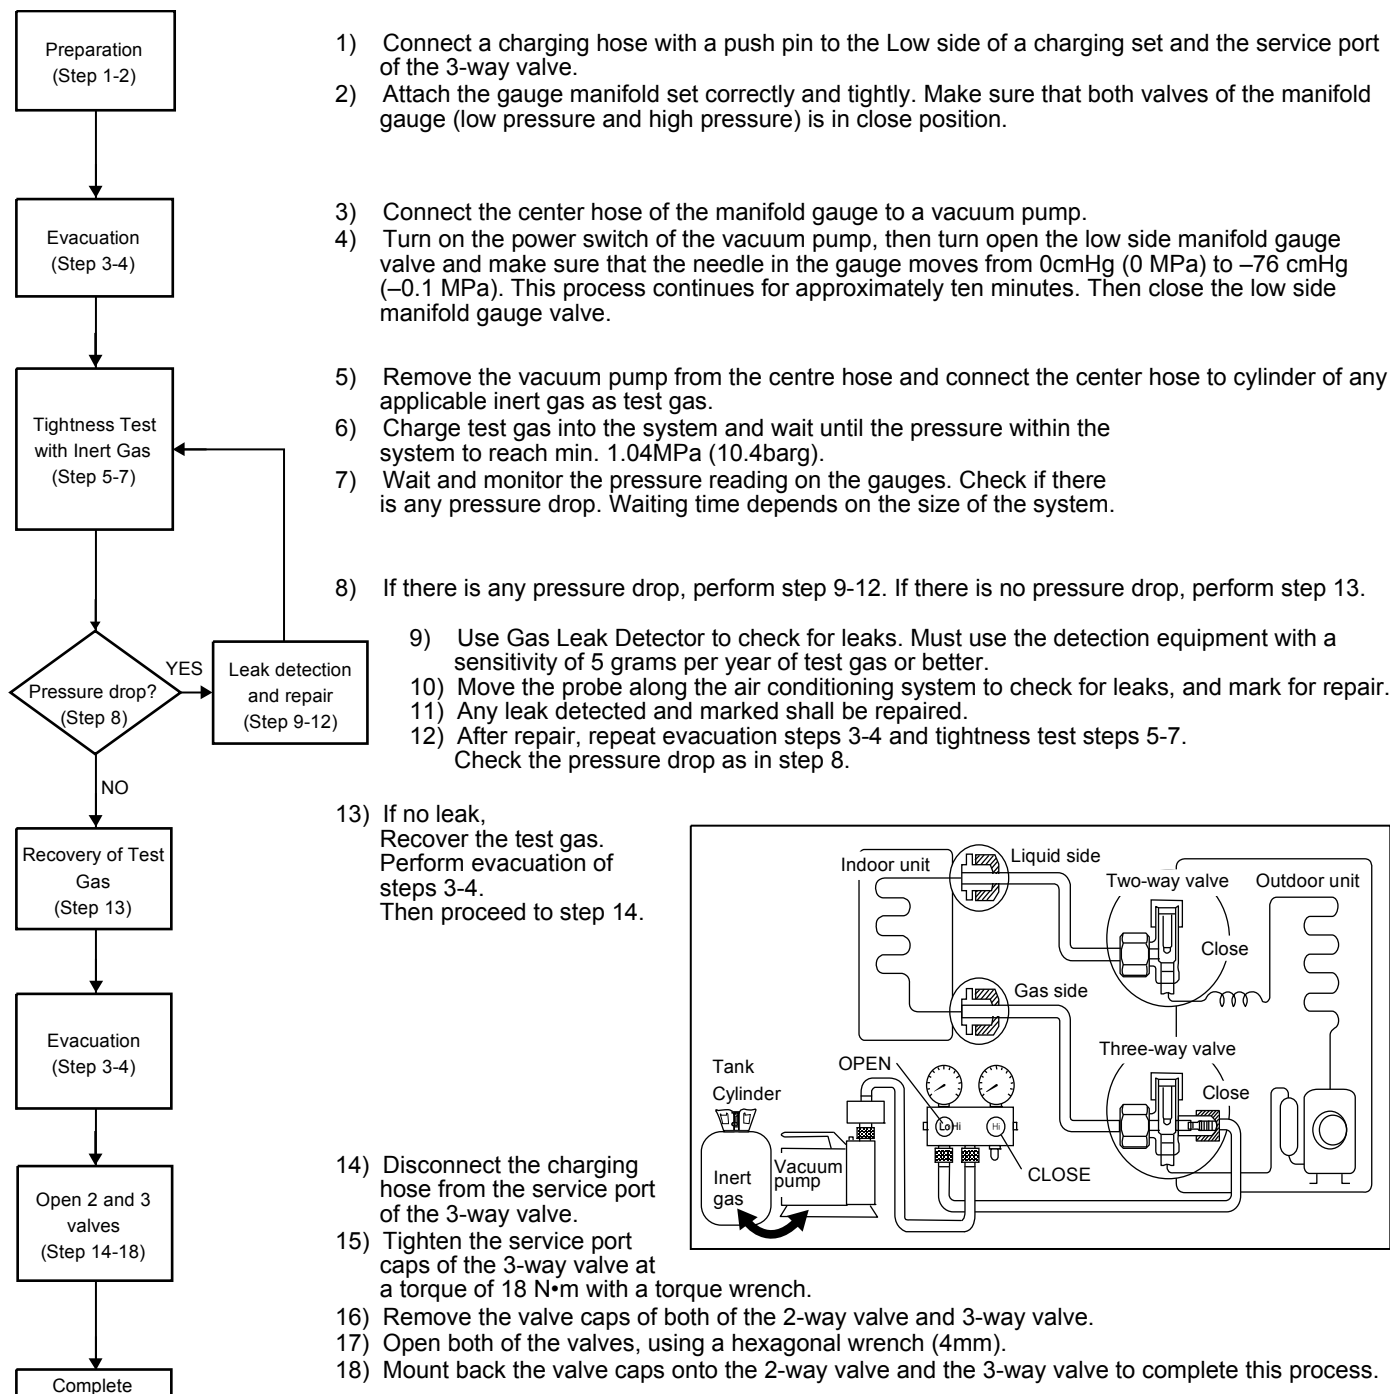 Preparation
(Step 1-2)
1) Connect a charging hose with a push pin to the Low side of a charging set and the service port
of the 3-way valve.
2) Attach the gauge manifold set correctly and tightly. Make sure that both valves of the manifold
gauge (low pressure and high pressure) is in close position.
Evacuation
(Step 3-4)
3) Connect the center hose of the manifold gauge to a vacuum pump.
4) Turn on the power switch of the vacuum pump, then turn open the low side manifold gauge
valve and make sure that the needle in the gauge moves from 0cmHg (0 MPa) to –76 cmHg
(–0.1 MPa). This process continues for approximately ten minutes. Then close the low side
manifold gauge valve.
Tightness Test
with Inert Gas
(Step 5-7)
5) Remove the vacuum pump from the centre hose and connect the center hose to cylinder of any
applicable inert gas as test gas.
6) Charge test gas into the system and wait until the pressure within the
system to reach min. 1.04MPa (10.4barg).
7) Wait and monitor the pressure reading on the gauges. Check if there
is any pressure drop. Waiting time depends on the size of the system.
Pressure drop?
(Step 8)
YES
NO
Leak detection
and repair
(Step 9-12)
8) If there is any pressure drop, perform step 9-12. If there is no pressure drop, perform step 13.
9) Use Gas Leak Detector to check for leaks. Must use the detection equipment with a
sensitivity of 5 grams per year of test gas or better.
10) Move the probe along the air conditioning system to check for leaks, and mark for repair.
11) Any leak detected and marked shall be repaired.
12) After repair, repeat evacuation steps 3-4 and tightness test steps 5-7.
Check the pressure drop as in step 8.
Recovery of Test
Gas
(Step 13)
13) If no leak,
Recover the test gas.
Perform evacuation of
steps 3-4.
Then proceed to step 14.
Evacuation
(Step 3-4)
Indoor unit
Liquid side
Two-way valve
Outdoor unit
Close
Gas side
Three-way valve
Close
Tank
Cylinder
OPEN
Lo
Hi
Hi
CLOSE
Inert
gas
Vacuum
pump
Open 2 and 3
valves
(Step 14-18)
14) Disconnect the charging
hose from the service port
of the 3-way valve.
15) Tighten the service port
caps of the 3-way valve at
a torque of 18 N•m with a torque wrench.
16) Remove the valve caps of both of the 2-way valve and 3-way valve.
17) Open both of the valves, using a hexagonal wrench (4mm).
18) Mount back the valve caps onto the 2-way valve and the 3-way valve to complete this process.
Complete